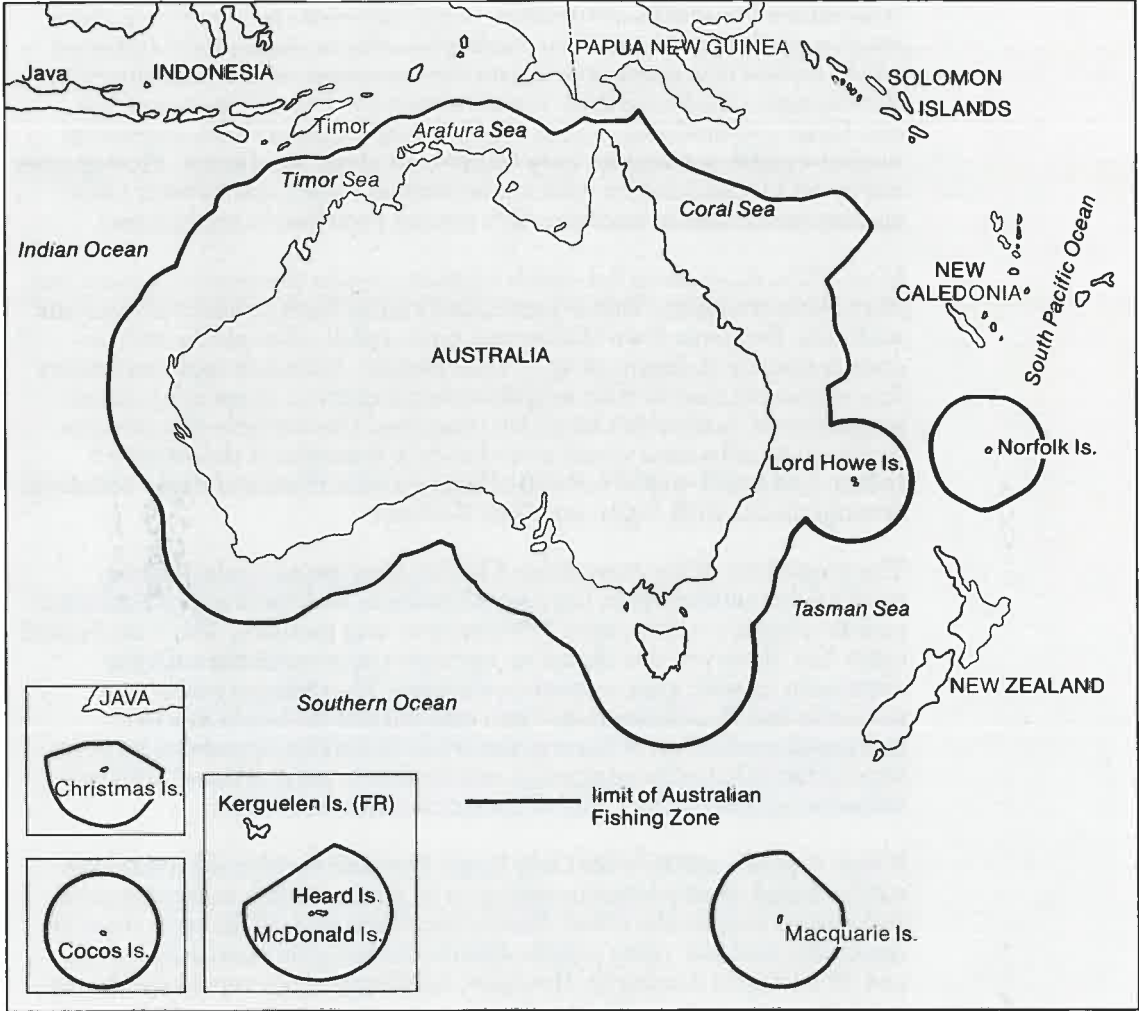 PAPUA NEW GUINEA
Java
INDONESIA
SOLOMON
ISLANDS
Timor
Arafura Sea
Timor Sea
Coral Sea
Indian Ocean
NEW
CALEDONIA
South Pacific Ocean
AUSTRALIA
Lord Howe Is.
Norfolk Is.
Tasman Sea
NEW ZEALAND
Southern Ocean
JAVA
Christmas Is.
Kerguelen Is. (FR)
limit of Australian
Fishing Zone
Heard Is.
McDonald Is.
Cocos Is.
Macquarie Is.